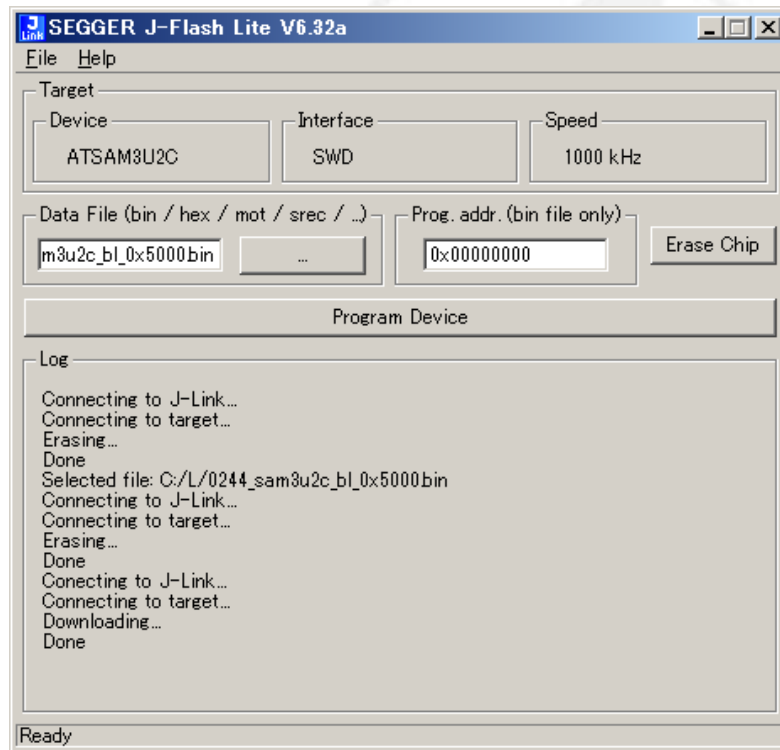 J Link SEGGER J-Flash Lite V6.32a
File Help
Target
Device Interface Speed
ATSAM3U2C SWD 1000 kHz
Data File (bin / hex / mot / srec / ...) Prog. addr. (bin file only)
m3u2c_bl_0x5000.bin ... 0x00000000 Erase Chip
Program Device
Log
Connecting to J-Link...
Connecting to target...
Erasing...
Done
Selected file: C:/L/0244_sam3u2c_bl_0x5000.bin
Connecting to J-Link...
Connecting to target...
Erasing...
Done
Conecting to J-Link...
Connecting to target...
Downloading...
Done
Ready